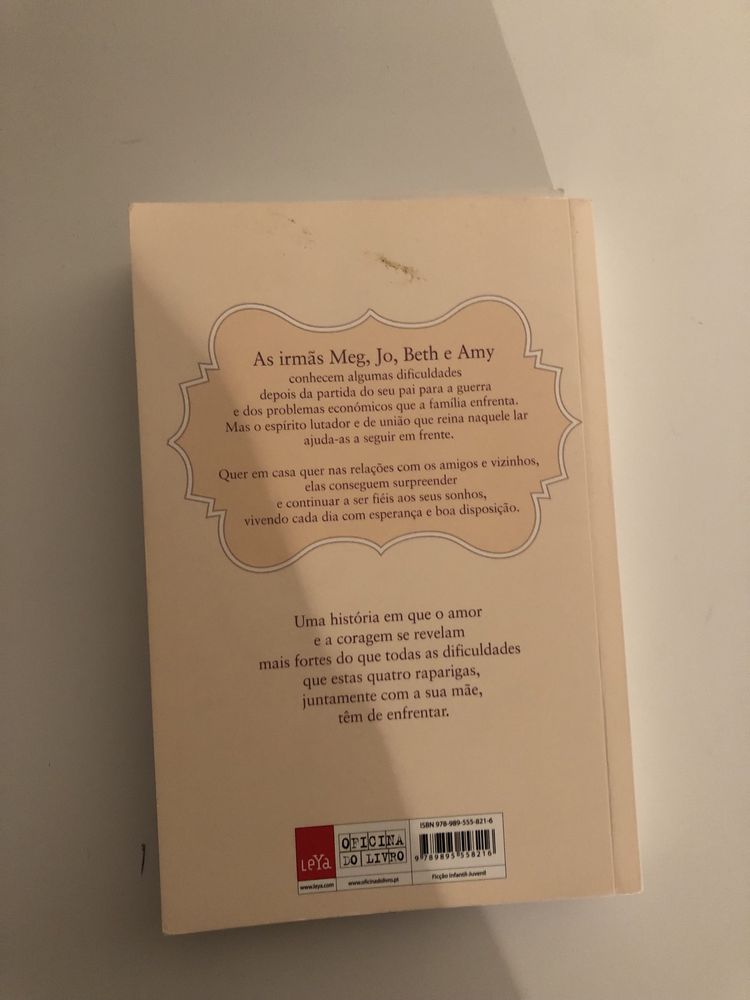 As irmãs Meg, Jo, Beth e Amy
conhecem algumas dificuldades
depois da partida do seu pai para a guerra
e dos problemas económicos que a família enfrenta.
Mas o espírito lutador e de união que reina naquele lar
ajuda-as a seguir em frente.
Quer em casa quer nas relações com os amigos e vizinhos,
elas conseguem surpreender
e continuar a ser fiéis aos seus sonhos,
vivendo cada dia com esperança e boa disposição.
Uma história em que o amor
e a coragem se revelam
mais fortes do que todas as dificuldades
que estas quatro raparigas,
juntamente com a sua mãe,
têm de enfrentar.
leYa
www.leya.com
OFICINA
DO LIVRO
www.oficinadolivro.pt
ISBN 978-989-555-821-6
9 789895 558216
Ficção Infantil-Juvenil